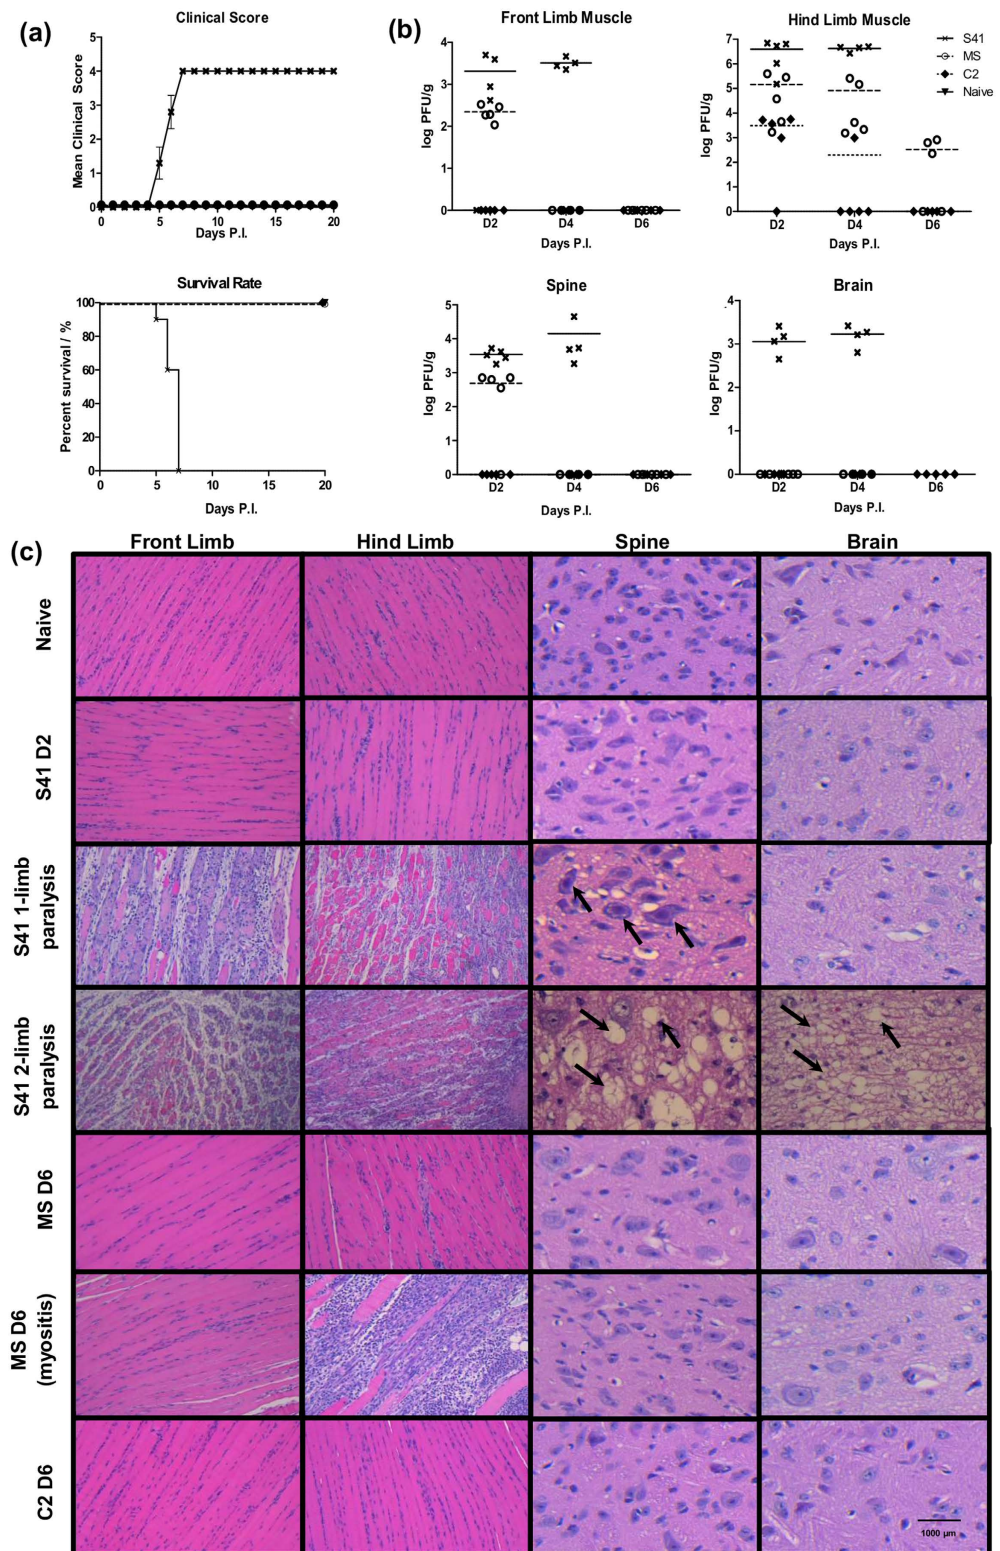 (a)
Clinical Score
Mean Clinical Score
5
4
3
2
1
0
0 5 10 15 20
Days P.I.
Survival Rate
Percent survival / %
100
80
60
40
20
0
0 5 10 15 20
Days P.I.
(b)
Front Limb Muscle
log PFU/g
4
3
2
1
0
D2 D4 D6
Days P.I.
Hind Limb Muscle
log PFU/g
7
6
5
4
3
2
1
0
D2 D4 D6
Days P.I.
S41
MS
C2
Naive
Spine
log PFU/g
5
4
3
2
1
0
D2 D4 D6
Days P.I.
Brain
log PFU/g
4
3
2
1
0
D2 D4 D6
Days P.I.
(c)
Front Limb Hind Limb Spine Brain
Naive
S41 D2
S41 1-limb
paralysis
S41 2-limb
paralysis
MS D6
MS D6
(myositis)
C2 D6
1000 µm